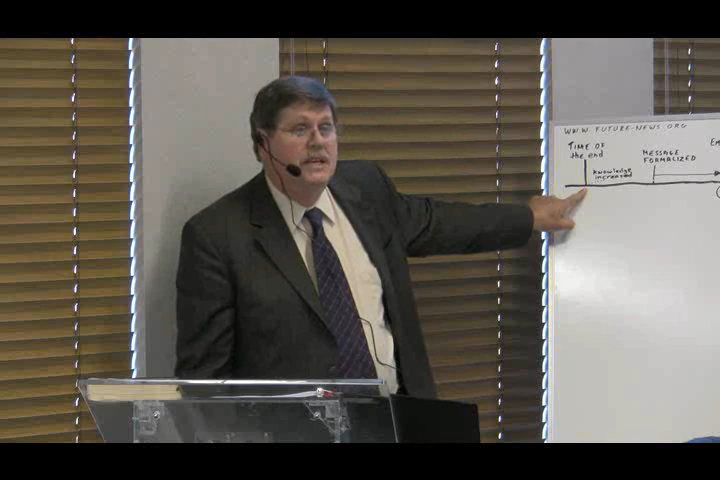 WWW.FUTURE-NEWS.ORG
TIME OF
the end
MESSAGE
FORMALIZED
knowledge
increased